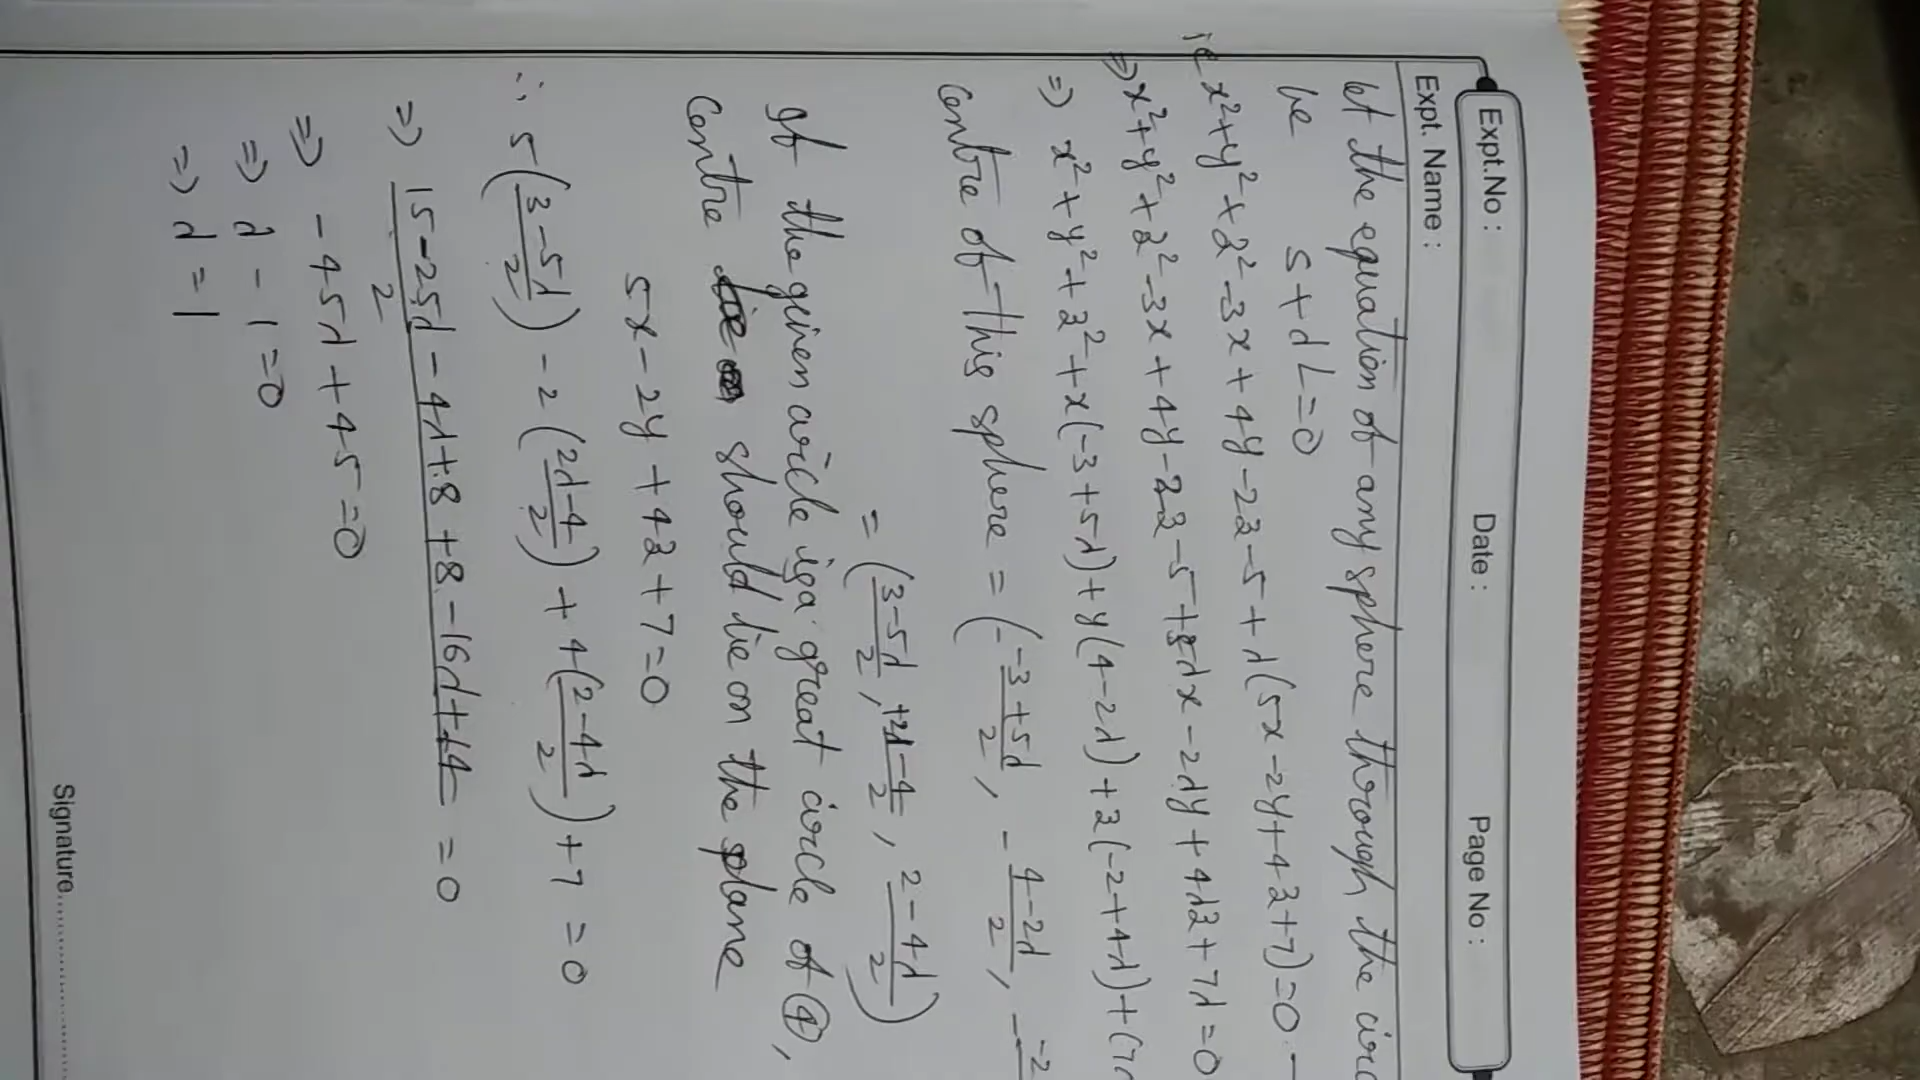 Expt.No : Date : Page No :
Expt. Name :
let the equation of any sphere through the circ
be S+λL=0
ie x²+y²+z²-3x+4y-2z-5+λ(5x-2y+4z+7)=0 -
⇒ x²+y²+z²-3x+4y-2z-5+5λx-2λy+4λz+7λ=0
⇒ x²+y²+z²+x(-3+5λ)+y(4-2λ)+z(-2+4λ)+(7λ
Centre of this sphere = (-(-3+5λ)/2, -(4-2λ)/2, -(-2
= ((3-5λ)/2, (+2λ-4)/2, (2-4λ)/2)
If the given circle is a great circle of ①,
Centre should lie on the plane
5x-2y+4z+7=0
∴ 5((3-5λ)/2) - 2((2λ-4)/2) + 4((2-4λ)/2) + 7 = 0
⇒ (15-25λ-4λ+8+8-16λ+14)/2 = 0
⇒ -45λ+45=0
⇒ λ-1=0
⇒ λ=1
Signature